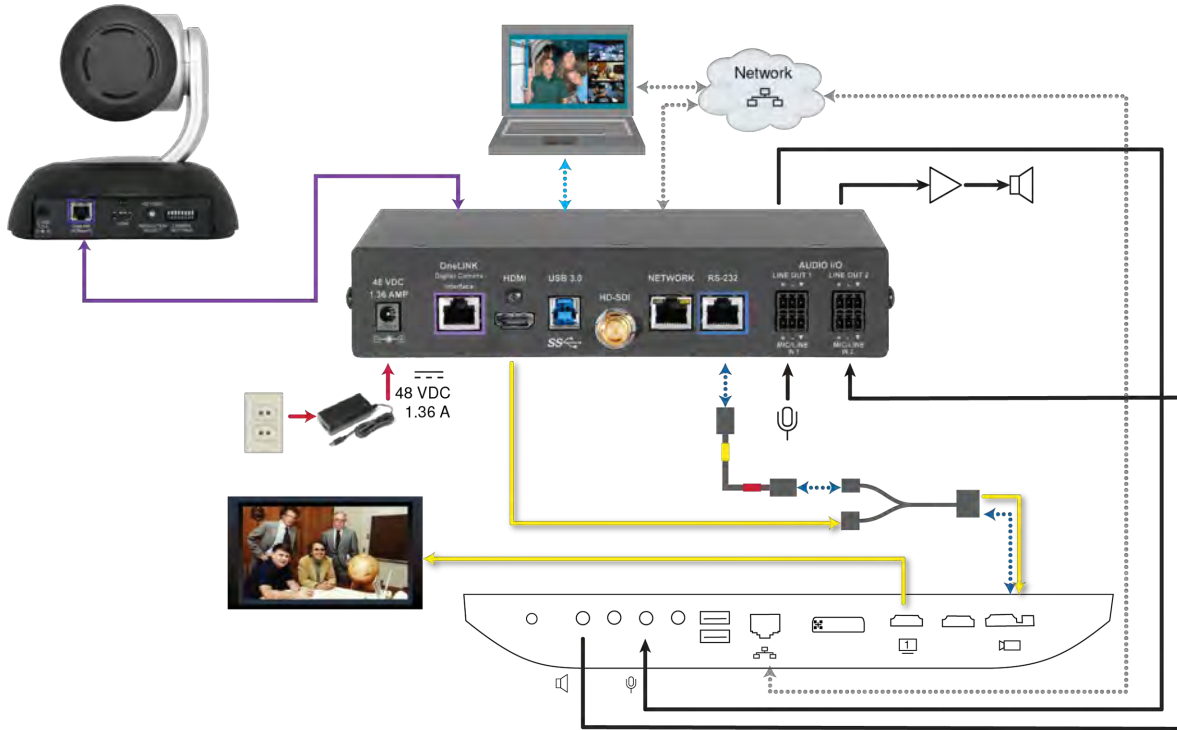 Network
AUDIO I/O
LINE OUT 1 LINE OUT 2
+ - ▼ + - ▼
OneLINK
Digital Camera
Interface
HDMI
USB 3.0
HD-SDI
NETWORK
RS-232
48 VDC
1.36 AMP
SS
+ - ▼ + - ▼
MIC/LINE
IN 1
MIC/LINE
IN 2
48 VDC
1.36 A
1